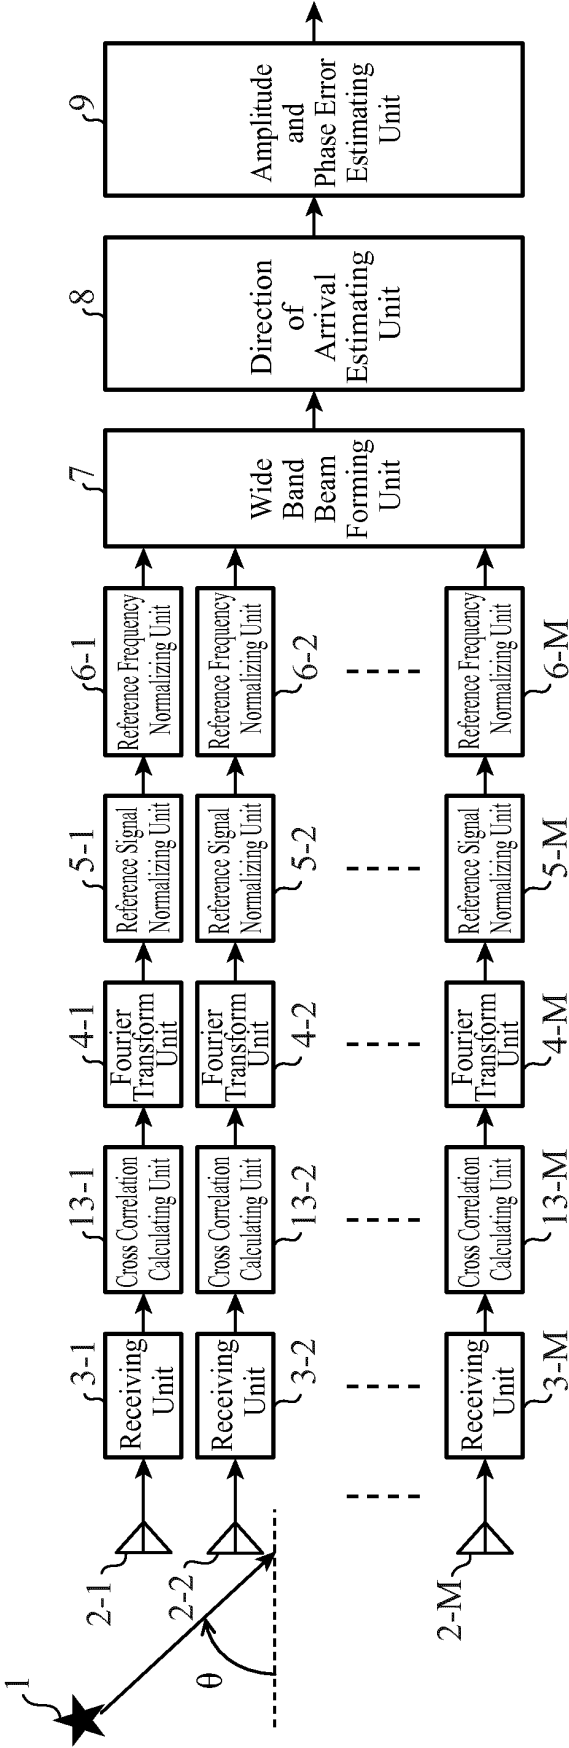 1
θ
2-1
2-2
2-M
3-1
Receiving
Unit
Receiving
Unit
3-2
Receiving
Unit
3-M
13-1
Cross Correlation
Calculating Unit
Cross Correlation
Calculating Unit
13-2
Cross Correlation
Calculating Unit
13-M
4-1
Fourier
Transform
Unit
Fourier
Transform
Unit
4-2
Fourier
Transform
Unit
4-M
5-1
Reference Signal
Normalizing Unit
Reference Signal
Normalizing Unit
5-2
Reference Signal
Normalizing Unit
5-M
6-1
Reference Frequency
Normalizing Unit
Reference Frequency
Normalizing Unit
6-2
Reference Frequency
Normalizing Unit
6-M
7
Wide
Band
Beam
Forming
Unit
8
Direction
of
Arrival
Estimating
Unit
9
Amplitude
and
Phase Error
Estimating
Unit